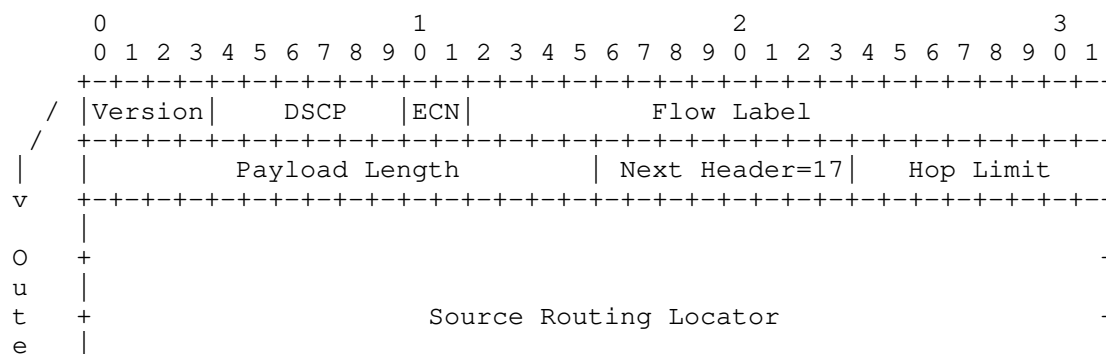 0                   1                   2                   3
       0 1 2 3 4 5 6 7 8 9 0 1 2 3 4 5 6 7 8 9 0 1 2 3 4 5 6 7 8 9 0 1
      +-+-+-+-+-+-+-+-+-+-+-+-+-+-+-+-+-+-+-+-+-+-+-+-+-+-+-+-+-+-+-+-
    / |Version|    DSCP   |ECN|           Flow Label
   /  +-+-+-+-+-+-+-+-+-+-+-+-+-+-+-+-+-+-+-+-+-+-+-+-+-+-+-+-+-+-+-+-
  |   |         Payload Length        | Next Header=17|   Hop Limit
  v   +-+-+-+-+-+-+-+-+-+-+-+-+-+-+-+-+-+-+-+-+-+-+-+-+-+-+-+-+-+-+-+-
      |
  O   +                                                               -
  u   |
  t   +                     Source Routing Locator                    -
  e   |